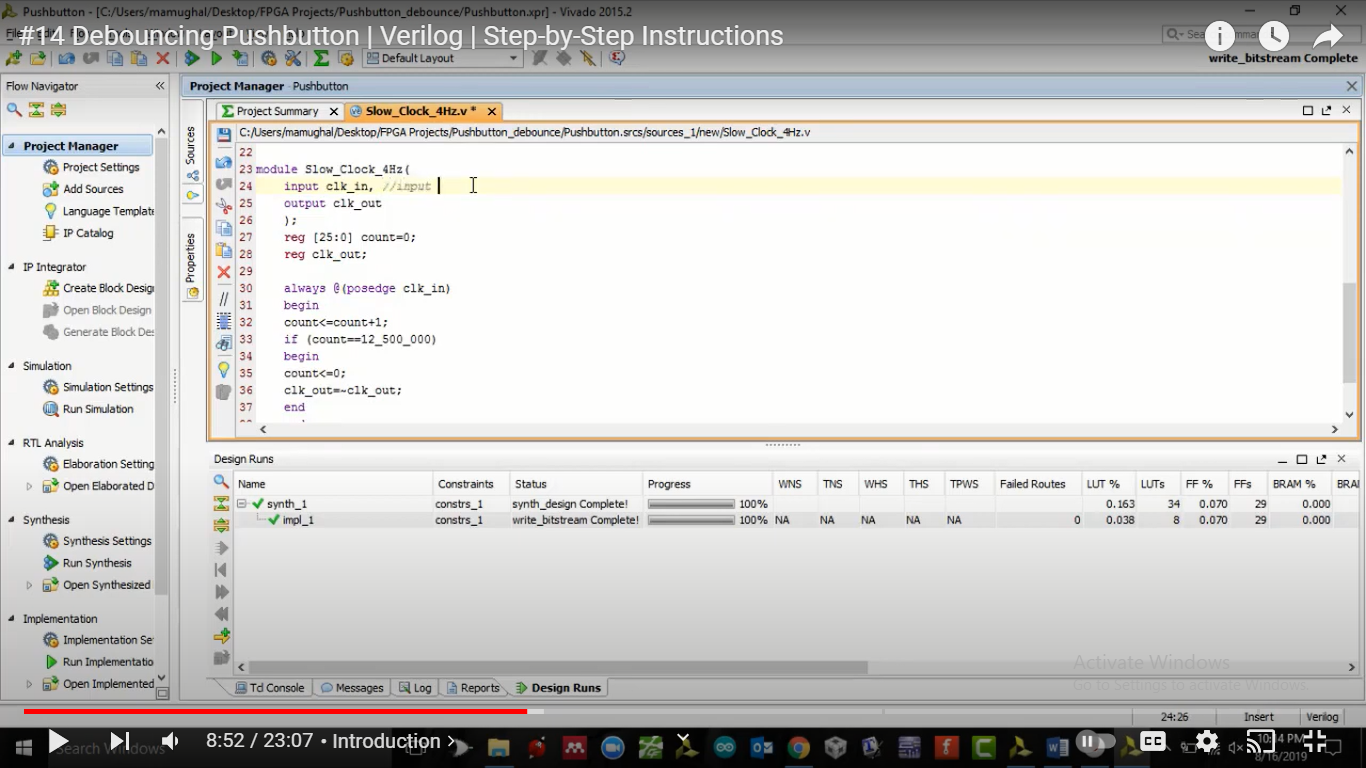 Pushbutton - [C:/Users/mamughal/Desktop/FPGA Projects/Pushbutton_debounce/Pushbutton.xpr] - Vivado 2015.2
#14 Debouncing Pushbutton | Verilog | Step-by-Step Instructions
Default Layout
write_bitstream Complete
Flow Navigator
Project Manager - Pushbutton
Project Manager
Project Settings
Add Sources
Language Template
IP Catalog
IP Integrator
Create Block Desig
Open Block Design
Generate Block Des
Simulation
Simulation Settings
Run Simulation
RTL Analysis
Elaboration Setting
Open Elaborated D
Synthesis
Synthesis Settings
Run Synthesis
Open Synthesized
Implementation
Implementation Se
Run Implementatio
Open Implemented
Sources
Properties
Project Summary
Slow_Clock_4Hz.v *
C:/Users/mamughal/Desktop/FPGA Projects/Pushbutton_debounce/Pushbutton.srcs/sources_1/new/Slow_Clock_4Hz.v
22
23 module Slow_Clock_4Hz(
24 input clk_in, //input
25 output clk_out
26 );
27 reg [25:0] count=0;
28 reg clk_out;
29
30 always @(posedge clk_in)
31 begin
32 count<=count+1;
33 if (count==12_500_000)
34 begin
35 count<=0;
36 clk_out=~clk_out;
37 end
Design Runs
Name Constraints Status Progress WNS TNS WHS THS TPWS Failed Routes LUT % LUTs FF % FFs BRAM % BRAI
synth_1 constrs_1 synth_design Complete! 100% 0.163 34 0.070 29 0.000
impl_1 constrs_1 write_bitstream Complete! 100% NA NA NA NA NA 0 0.038 8 0.070 29 0.000
Activate Windows
Go to Settings to activate Windows.
Tcl Console Messages Log Reports Design Runs
24:26 Insert Verilog
Search Windows
8:52 / 23:07 • Introduction >
CC
10:14 PM
8/16/2019